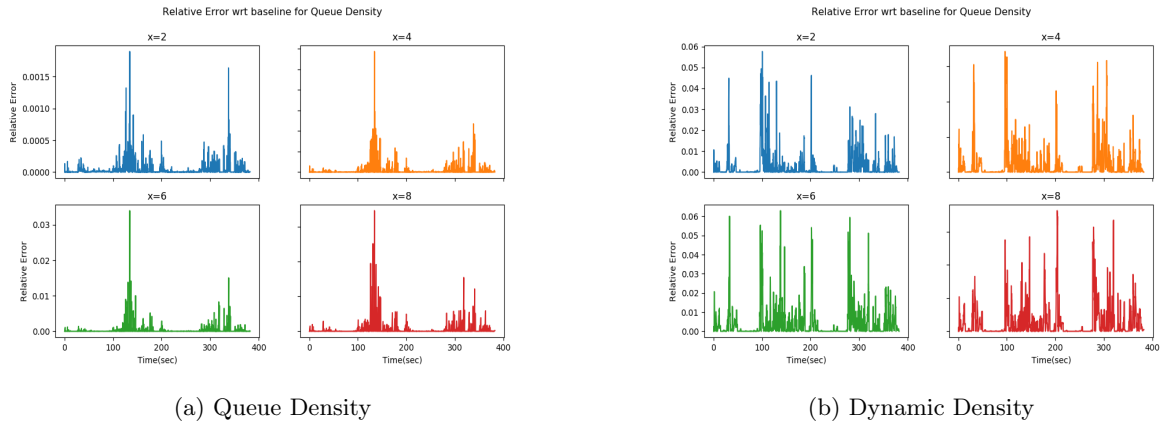 Relative Error wrt baseline for Queue Density
x=2
x=4
Relative Error
0.0015
0.0010
0.0005
0.0000
x=6
x=8
Relative Error
0.03
0.02
0.01
0.00
0 100 200 300 400
Time(sec)
0 100 200 300 400
Time(sec)
(a) Queue Density
Relative Error wrt baseline for Queue Density
x=2
x=4
Relative Error
0.06
0.05
0.04
0.03
0.02
0.01
0.00
x=6
x=8
Relative Error
0.06
0.05
0.04
0.03
0.02
0.01
0.00
0 100 200 300 400
Time(sec)
0 100 200 300 400
Time(sec)
(b) Dynamic Density